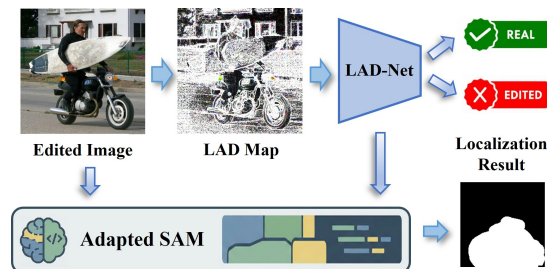 REAL
LAD-Net
EDITED
Edited Image
LAD Map
Localization
Result
</>
Adapted SAM